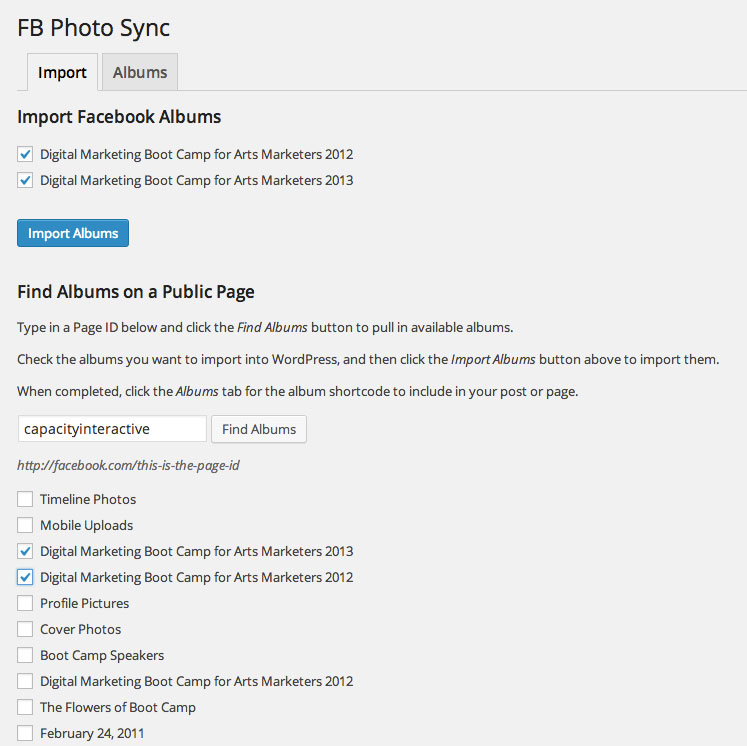 FB Photo Sync
Import
Albums
Import Facebook Albums
Digital Marketing Boot Camp for Arts Marketers 2012
Digital Marketing Boot Camp for Arts Marketers 2013
Import Albums
Find Albums on a Public Page
Type in a Page ID below and click the Find Albums button to pull in available albums.
Check the albums you want to import into WordPress, and then click the Import Albums button above to import them.
When completed, click the Albums tab for the album shortcode to include in your post or page.
capacityinteractive
Find Albums
http://facebook.com/this-is-the-page-id
Timeline Photos
Mobile Uploads
Digital Marketing Boot Camp for Arts Marketers 2013
Digital Marketing Boot Camp for Arts Marketers 2012
Profile Pictures
Cover Photos
Boot Camp Speakers
Digital Marketing Boot Camp for Arts Marketers 2012
The Flowers of Boot Camp
February 24, 2011